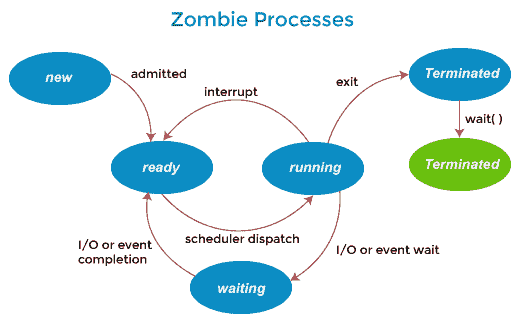 Zombie Processes
new
admitted
interrupt
exit
Terminated
wait( )
Terminated
ready
running
scheduler dispatch
I/O or event
completion
I/O or event wait
waiting